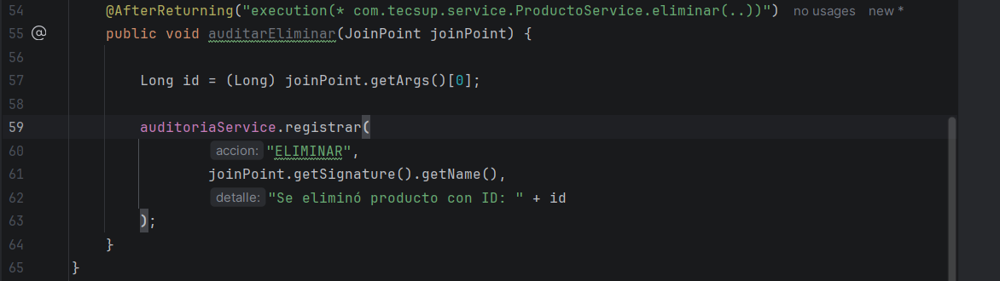 54 @AfterReturning("execution(* com.tecsup.service.ProductoService.eliminar(..))") no usages new *
55 public void auditarEliminar(JoinPoint joinPoint) {
56
57 Long id = (Long) joinPoint.getArgs()[0];
58
59 auditoriaService.registrar(
60 accion: "ELIMINAR",
61 joinPoint.getSignature().getName(),
62 detalle: "Se eliminó producto con ID: " + id
63 );
64 }
65 }